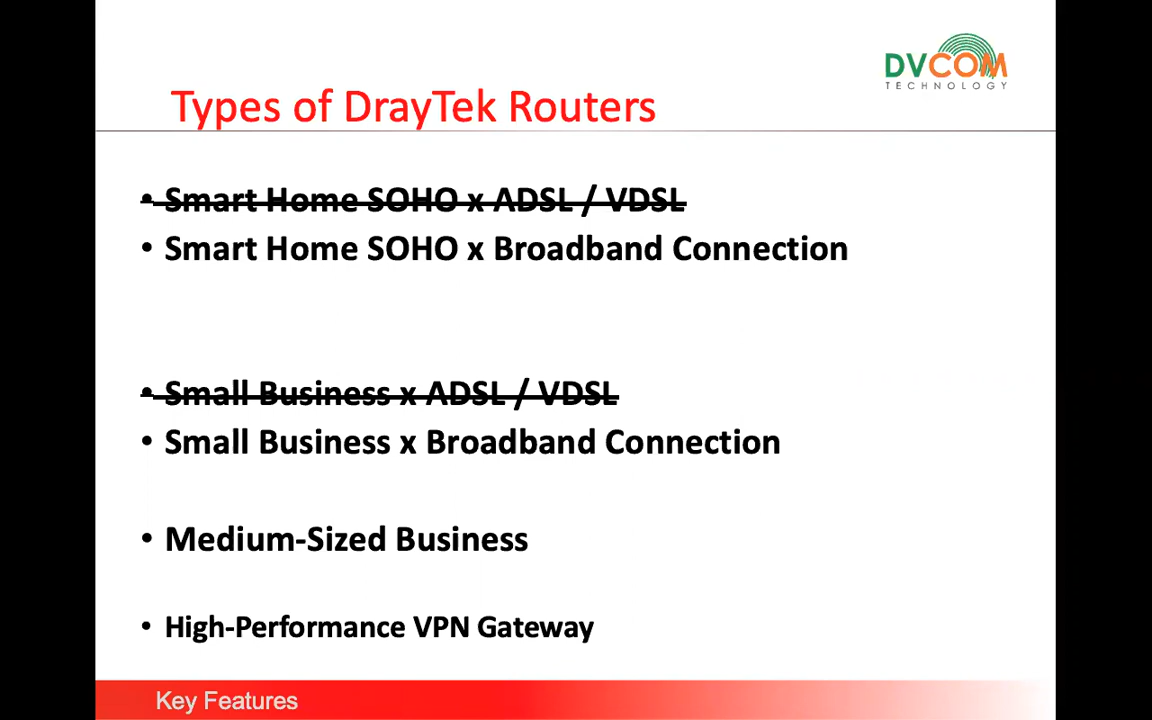 DVCOM
TECHNOLOGY
Types of DrayTek Routers
• Smart Home SOHO x ADSL / VDSL
• Smart Home SOHO x Broadband Connection
• Small Business x ADSL / VDSL
• Small Business x Broadband Connection
• Medium-Sized Business
• High-Performance VPN Gateway
Key Features